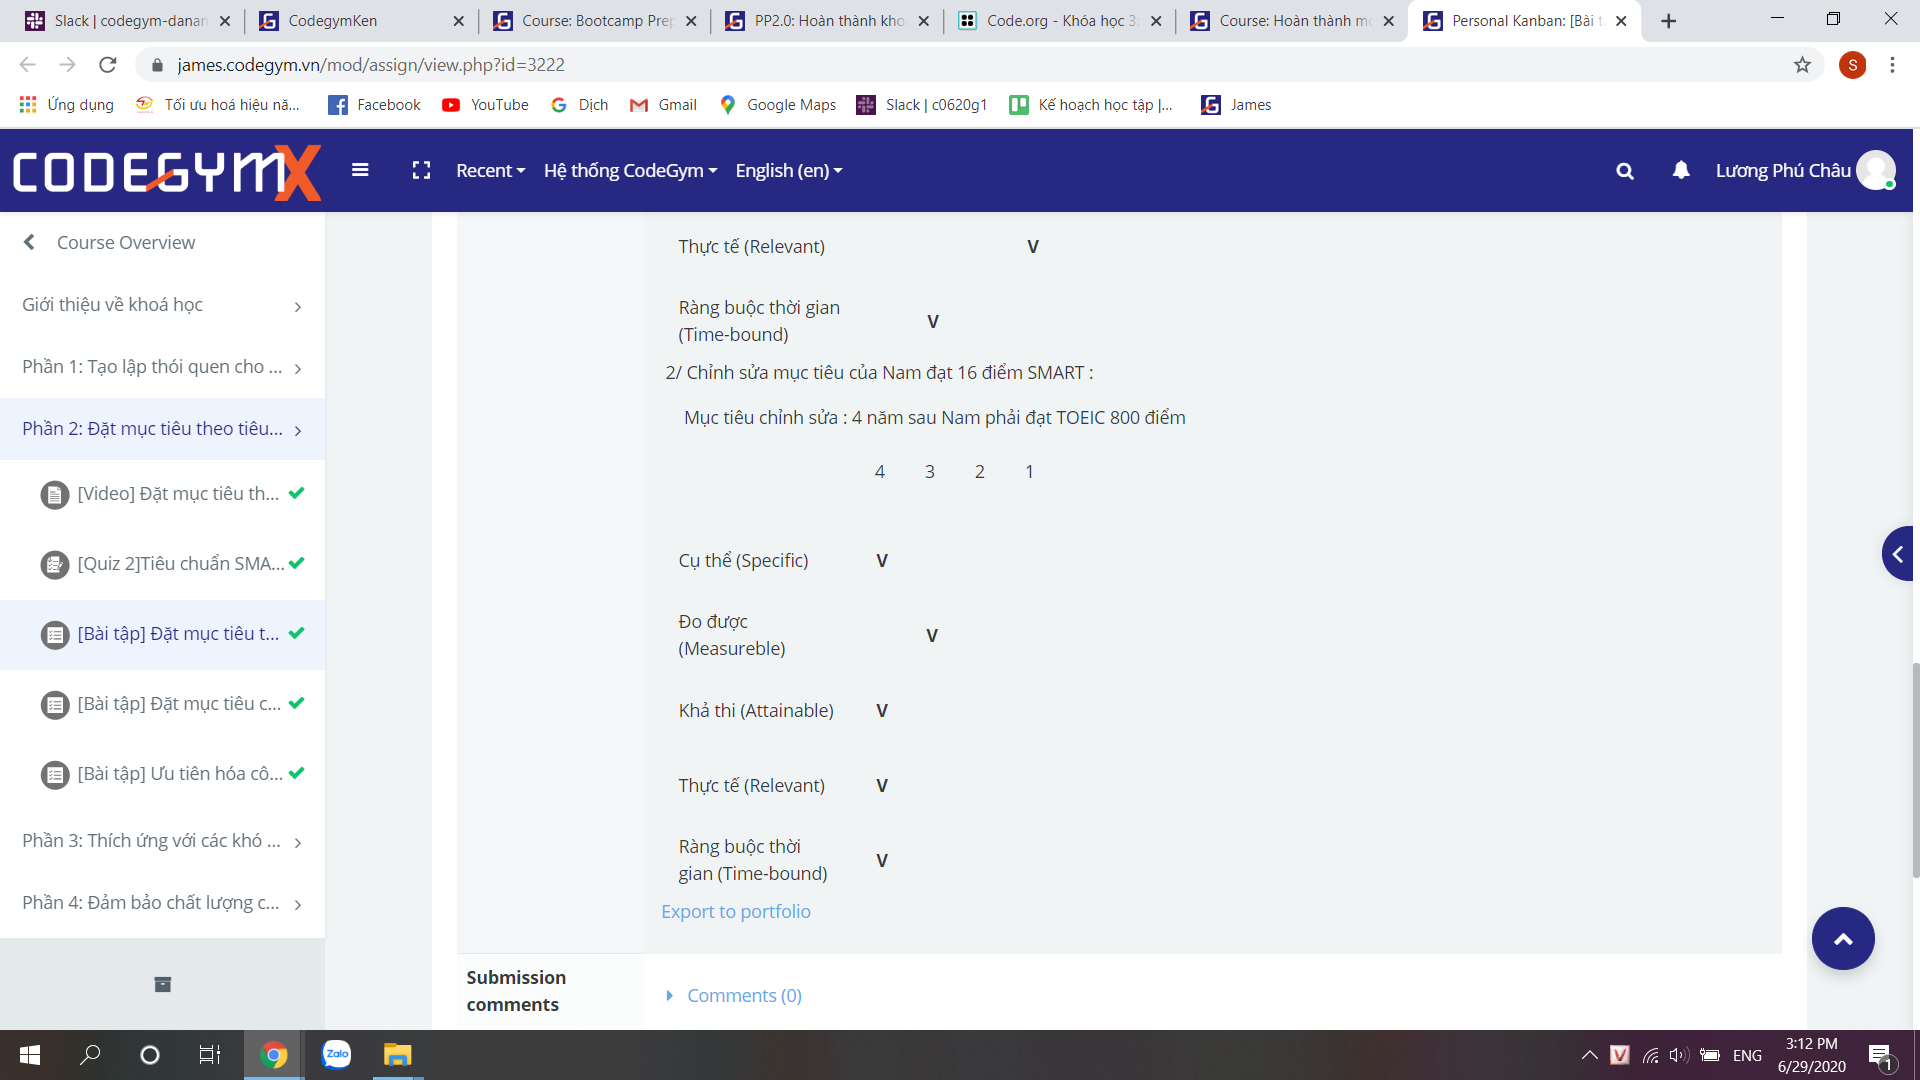 Slack | codegym-danan
CodegymKen
Course: Bootcamp Prep
PP2.0: Hoàn thành kho
Code.org - Khóa học 3:
Course: Hoàn thành mo
Personal Kanban: [Bài t
james.codegym.vn/mod/assign/view.php?id=3222
S
Ứng dụng
Tối ưu hoá hiệu nă...
Facebook
YouTube
Dịch
Gmail
Google Maps
Slack | c0620g1
Kế hoạch học tập |...
James
CODEGYMX
Recent
Hệ thống CodeGym
English (en)
Lương Phú Châu
Course Overview
Giới thiệu về khoá học
Phần 1: Tạo lập thói quen cho ...
Phần 2: Đặt mục tiêu theo tiêu...
[Video] Đặt mục tiêu th...
[Quiz 2]Tiêu chuẩn SMA...
[Bài tập] Đặt mục tiêu t...
[Bài tập] Đặt mục tiêu c...
[Bài tập] Ưu tiên hóa cô...
Phần 3: Thích ứng với các khó ...
Phần 4: Đảm bảo chất lượng c...
Thực tế (Relevant) V
Ràng buộc thời gian
(Time-bound) V
2/ Chỉnh sửa mục tiêu của Nam đạt 16 điểm SMART :
Mục tiêu chỉnh sửa : 4 năm sau Nam phải đạt TOEIC 800 điểm
4 3 2 1
Cụ thể (Specific) V
Đo được
(Measureble) V
Khả thi (Attainable) V
Thực tế (Relevant) V
Ràng buộc thời
gian (Time-bound) V
Export to portfolio
Submission
comments
Comments (0)
Zalo
V
ENG
3:12 PM
6/29/2020
1